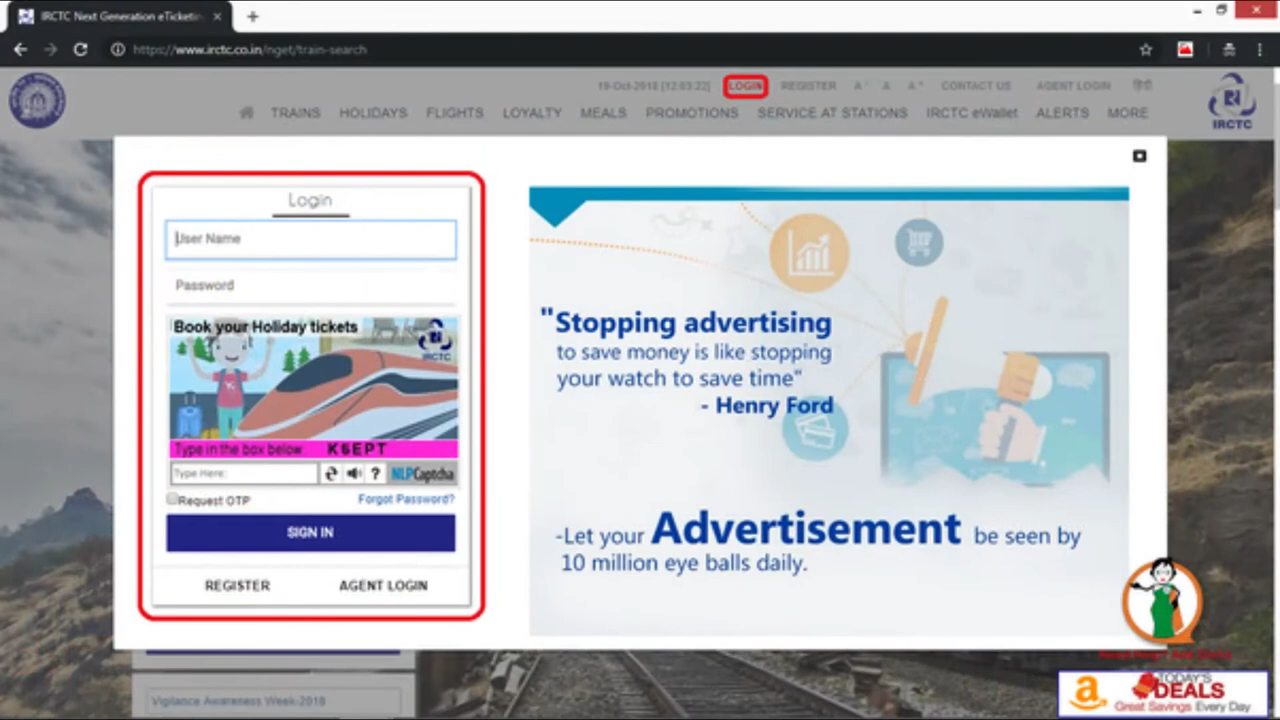 IRCTC Next Generation eTicketin
https://www.irctc.co.in/nget/train-search
19-Oct-2018 [12:03:22] LOGIN REGISTER A- A A+ CONTACT US AGENT LOGIN हिंदी
TRAINS HOLIDAYS FLIGHTS LOYALTY MEALS PROMOTIONS SERVICE AT STATIONS IRCTC eWallet ALERTS MORE
IRCTC
Login
User Name
Password
Book your Holiday tickets
IRCTC
Type in the box below: K6EPT
Type Here: ? NLPCaptcha
Request OTP Forgot Password?
SIGN IN
REGISTER AGENT LOGIN
"Stopping advertising
to save money is like stopping
your watch to save time"
- Henry Ford
-Let your Advertisement be seen by
10 million eye balls daily.
Vigilance Awareness Week-2018
a TODAY'S
DEALS
Great Savings Every Day